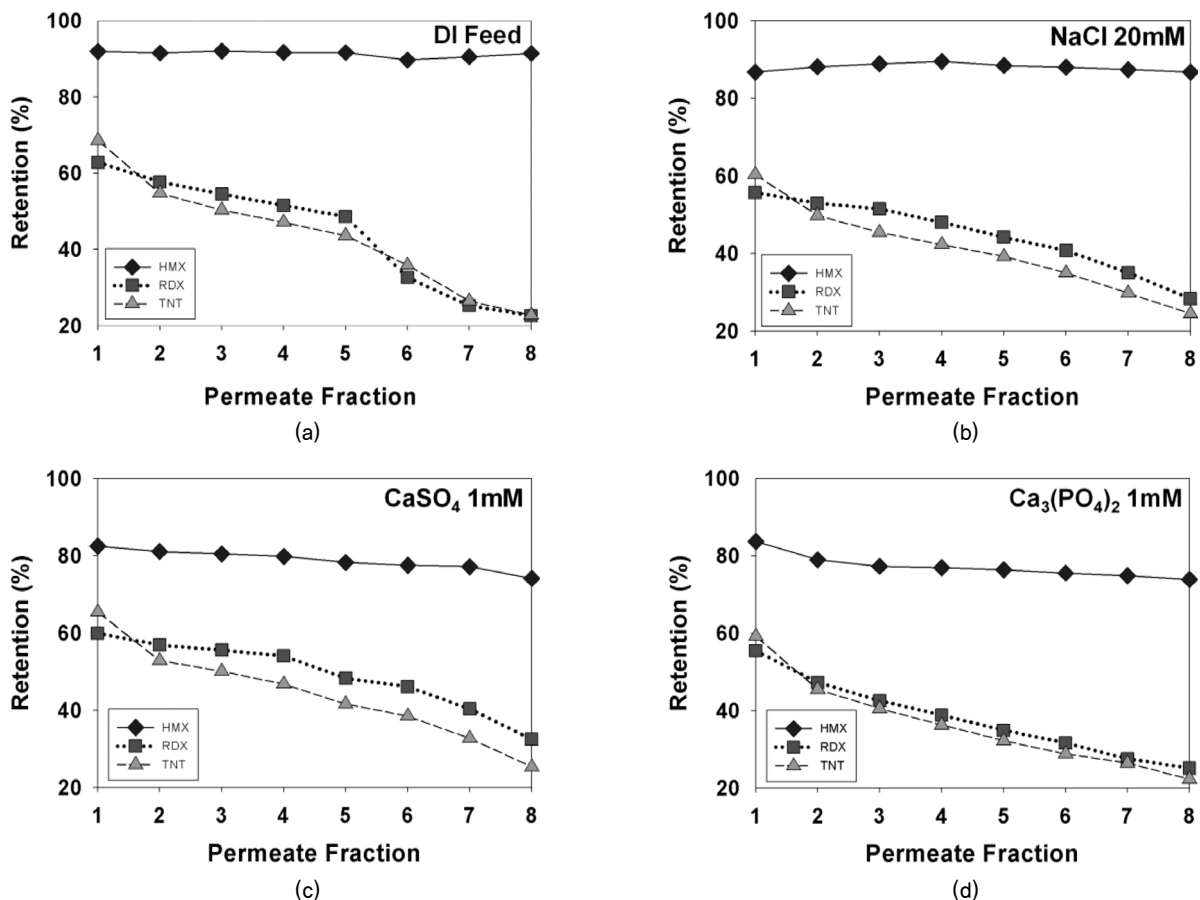 DI Feed
Retention (%)
100
80
60
40
20
HMX
RDX
TNT
1 2 3 4 5 6 7 8
Permeate Fraction
(a)
NaCl 20mM
Retention (%)
100
80
60
40
20
HMX
RDX
TNT
1 2 3 4 5 6 7 8
Permeate Fraction
(b)
CaSO₄ 1mM
Retention (%)
100
80
60
40
20
HMX
RDX
TNT
1 2 3 4 5 6 7 8
Permeate Fraction
(c)
Ca₃(PO₄)₂ 1mM
Retention (%)
100
80
60
40
20
HMX
RDX
TNT
1 2 3 4 5 6 7 8
Permeate Fraction
(d)